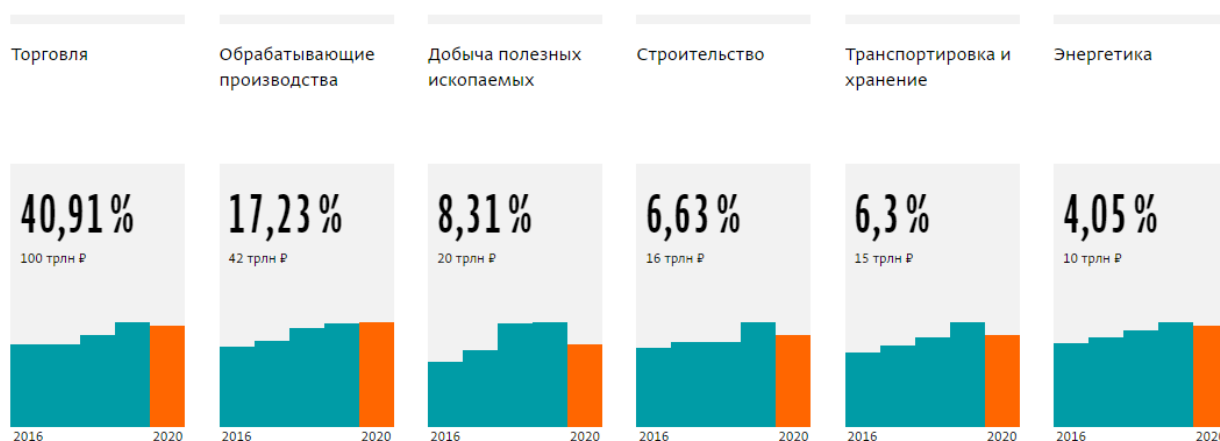 Торговля
Обрабатывающие
производства
Добыча полезных
ископаемых
Строительство
Транспортировка и
хранение
Энергетика
40,91 %
100 трлн ₽
17,23 %
42 трлн ₽
8,31 %
20 трлн ₽
6,63 %
16 трлн ₽
6,3 %
15 трлн ₽
4,05 %
10 трлн ₽
2016 2020
2016 2020
2016 2020
2016 2020
2016 2020
2016 2020